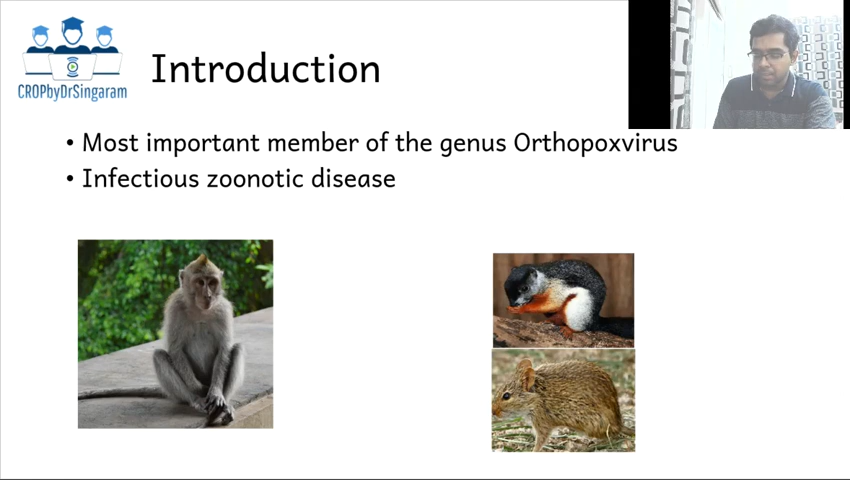 CROPbyDrSingaram
Introduction
• Most important member of the genus Orthopoxvirus
• Infectious zoonotic disease